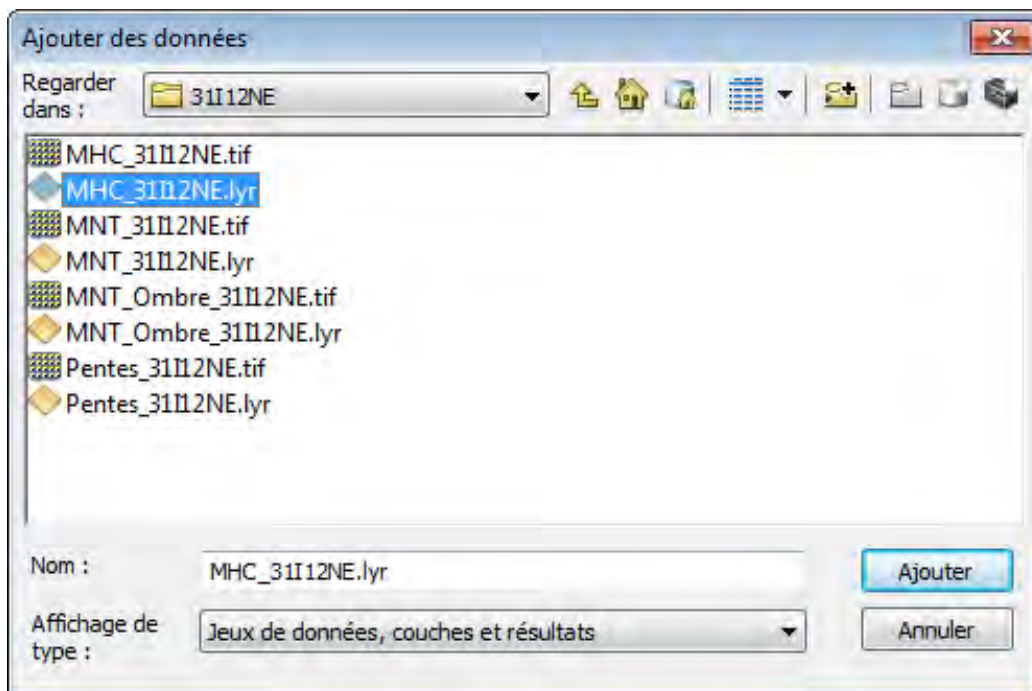 Ajouter des données
Regarder
dans :
31I12NE
MHC_31I12NE.tif
MHC_31I12NE.lyr
MNT_31I12NE.tif
MNT_31I12NE.lyr
MNT_Ombre_31I12NE.tif
MNT_Ombre_31I12NE.lyr
Pentes_31I12NE.tif
Pentes_31I12NE.lyr
Nom :
MHC_31I12NE.lyr
Ajouter
Affichage de
type :
Jeux de données, couches et résultats
Annuler